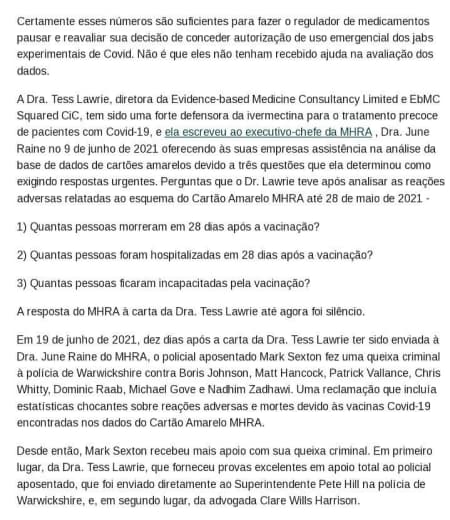 Certamente esses números são suficientes para fazer o regulador de medicamentos
pausar e reavaliar sua decisão de conceder autorização de uso emergencial dos jabs
experimentais de Covid. Não é que eles não tenham recebido ajuda na avaliação dos
dados.
A Dra. Tess Lawrie, diretora da Evidence-based Medicine Consultancy Limited e EbMC
Squared CiC, tem sido uma forte defensora da ivermectina para o tratamento precoce
de pacientes com Covid-19, e ela escreveu ao executivo-chefe da MHRA , Dra. June
Raine no 9 de junho de 2021 oferecendo às suas empresas assistência na análise da
base de dados de cartões amarelos devido a três questões que ela determinou como
exigindo respostas urgentes. Perguntas que o Dr. Lawrie teve após analisar as reações
adversas relatadas ao esquema do Cartão Amarelo MHRA até 28 de maio de 2021 -
1) Quantas pessoas morreram em 28 dias após a vacinação?
2) Quantas pessoas foram hospitalizadas em 28 dias após a vacinação?
3) Quantas pessoas ficaram incapacitadas pela vacinação?
A resposta do MHRA à carta da Dra. Tess Lawrie até agora foi silêncio.
Em 19 de junho de 2021, dez dias após a carta da Dra. Tess Lawrie ter sido enviada à
Dra. June Raine do MHRA, o policial aposentado Mark Sexton fez uma queixa criminal
à polícia de Warwickshire contra Boris Johnson, Matt Hancock, Patrick Vallance, Chris
Whitty, Dominic Raab, Michael Gove e Nadhim Zadhawi. Uma reclamação que incluía
estatísticas chocantes sobre reações adversas e mortes devido às vacinas Covid-19
encontradas nos dados do Cartão Amarelo MHRA.
Desde então, Mark Sexton recebeu mais apoio com sua queixa criminal. Em primeiro
lugar, da Dra. Tess Lawrie, que forneceu provas excelentes em apoio total ao policial
aposentado, que foi enviado diretamente ao Superintendente Pete Hill na polícia de
Warwickshire, e, em segundo lugar, da advogada Clare Wills Harrison.